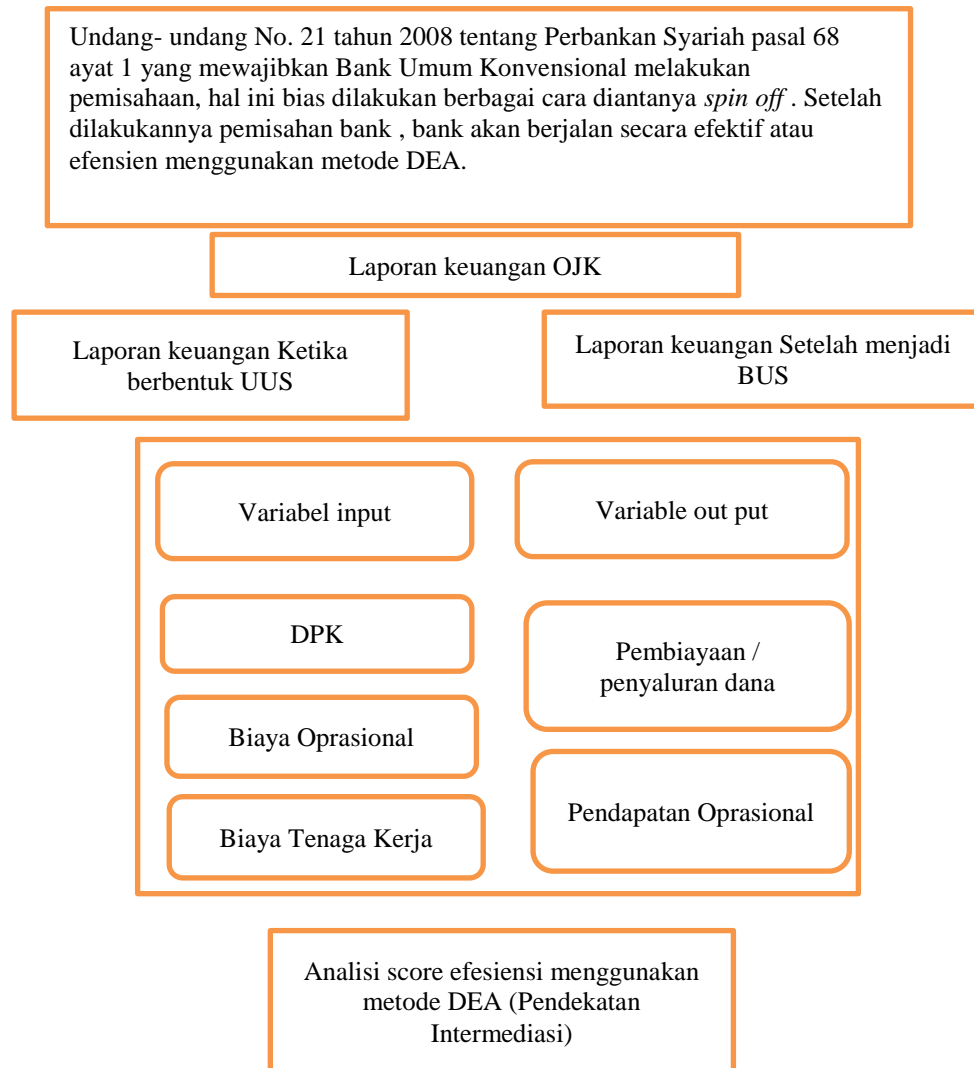 Undang- undang No. 21 tahun 2008 tentang Perbankan Syariah pasal 68
ayat 1 yang mewajibkan Bank Umum Konvensional melakukan
pemisahaan, hal ini bias dilakukan berbagai cara diantanya spin off . Setelah
dilakukannya pemisahan bank , bank akan berjalan secara efektif atau
efensien menggunakan metode DEA.
Laporan keuangan OJK
Laporan keuangan Ketika
berbentuk UUS
Laporan keuangan Setelah menjadi
BUS
Variabel input
Variable out put
DPK
Pembiayaan /
penyaluran dana
Biaya Oprasional
Pendapatan Oprasional
Biaya Tenaga Kerja
Analisi score efesiensi menggunakan
metode DEA (Pendekatan
Intermediasi)